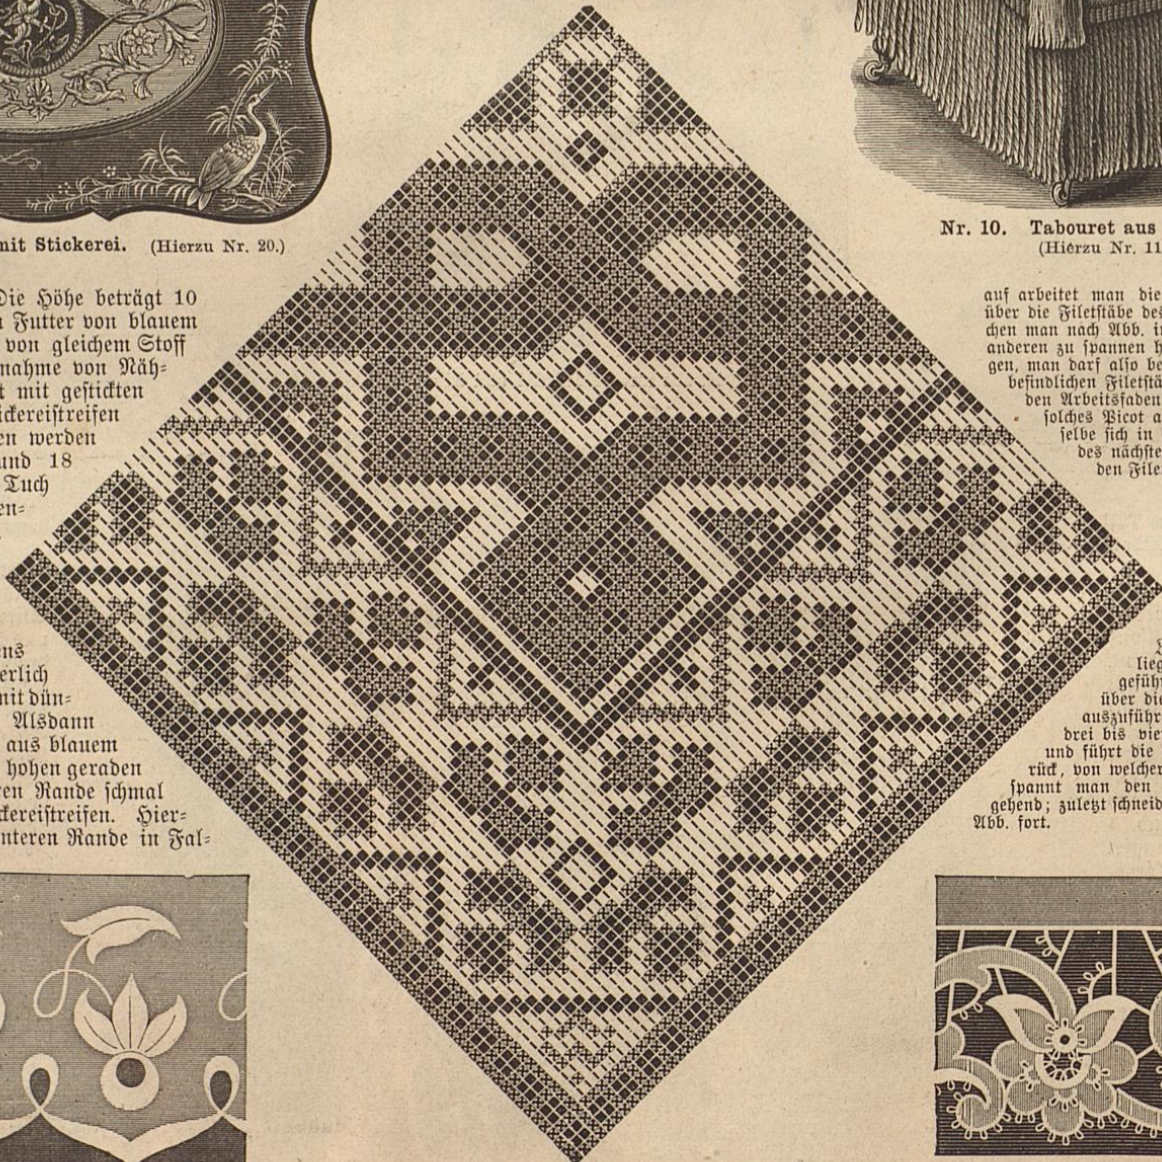 mit Stickerei. (Hierzu Nr. 20.)
Die Höhe beträgt 10
Futter von blauem
von gleichem Stoff
nahme von Näh-
t mit gestickten
ickereistreifen
en werden
und 18
Tuch
en-
ens
erlich
mit dün-
Alsdann
aus blauem
hohen geraden
ren Rande schmal
ckereistreifen. Hier-
nteren Rande in Fal-
Nr. 10. Tabouret aus
(Hierzu Nr. 11
auf arbeitet man die
über die Filetstäbe des
chen man nach Abb. in
anderen zu spannen h
gen, man darf also be
befindlichen Filetstä
den Arbeitsfaden
solches Picot a
selbe sich in
des nächste
den File
lieg
geführ
über die
auszuführ
drei bis vie
und führt die
rück, von welcher
spannt man den
gehend; zuletzt schneid
Abb. fort.